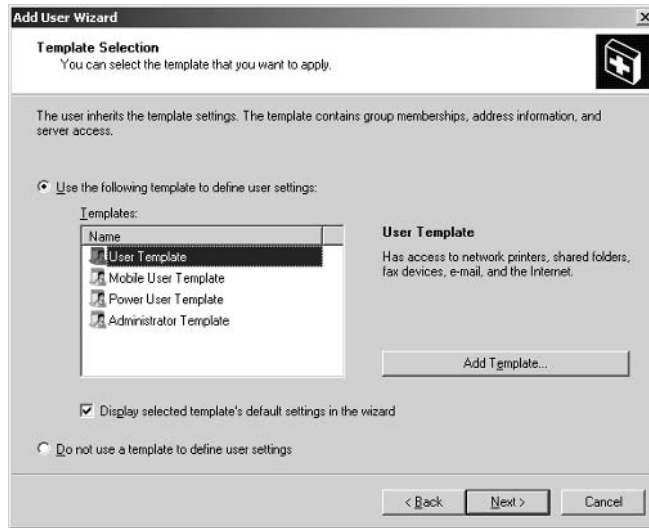 Add User Wizard
Template Selection
You can select the template that you want to apply.
The user inherits the template settings. The template contains group memberships, address information, and
server access.
Use the following template to define user settings:
Templates:
Name
User Template
Mobile User Template
Power User Template
Administrator Template
User Template
Has access to network printers, shared folders,
fax devices, e-mail, and the Internet.
Add Template...
Display selected template's default settings in the wizard
Do not use a template to define user settings
< Back
Next >
Cancel